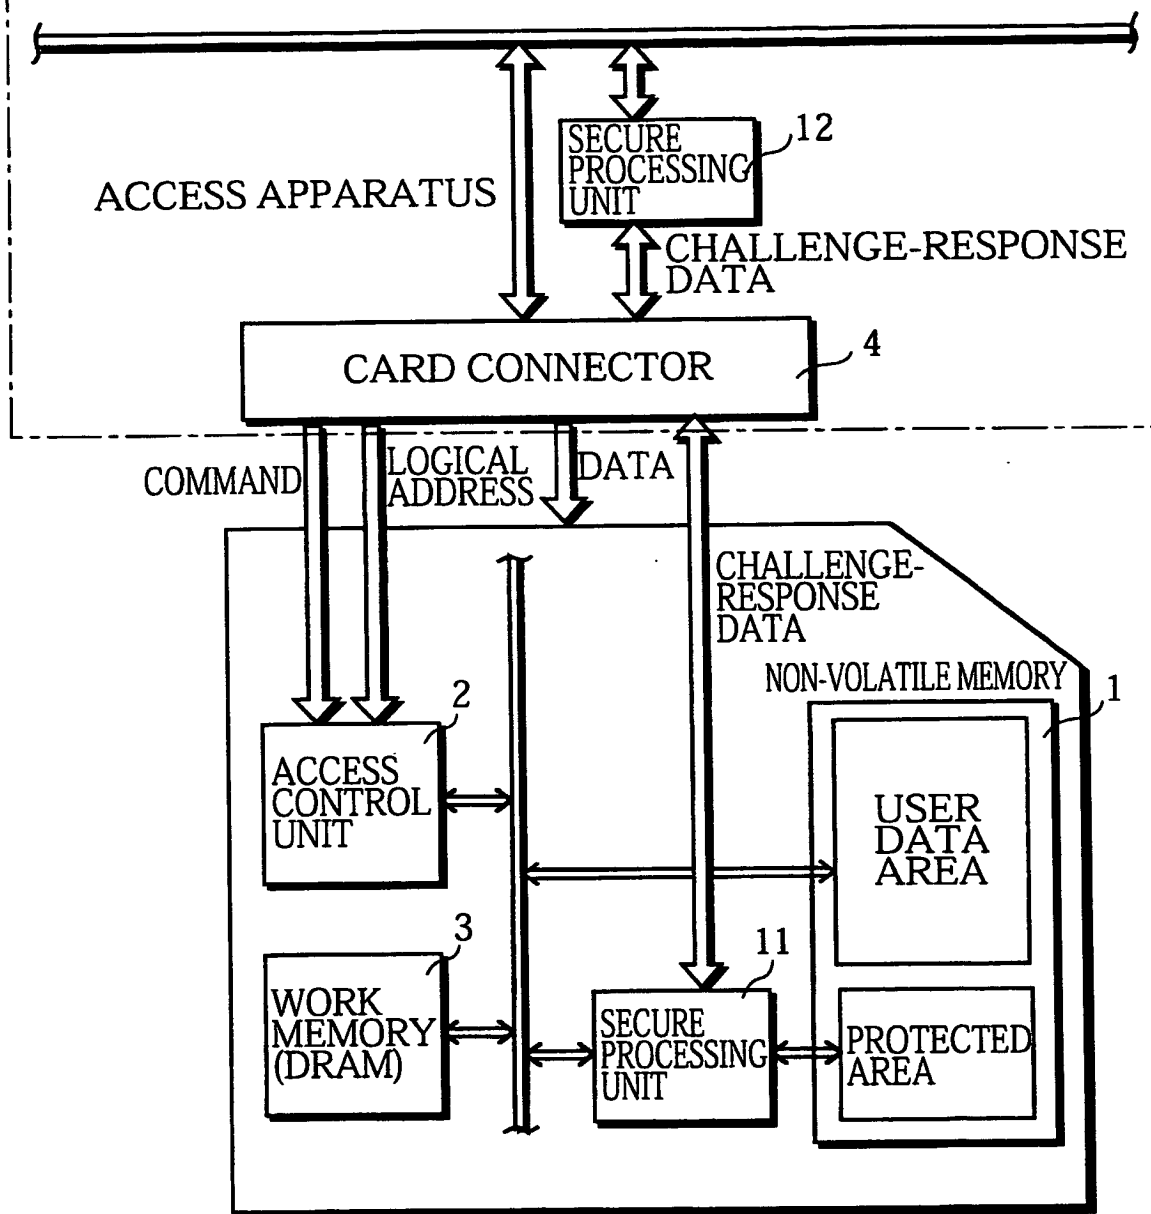 SECURE
PROCESSING
UNIT
12
ACCESS APPARATUS
CHALLENGE-RESPONSE
DATA
CARD CONNECTOR
4
COMMAND
LOGICAL
ADDRESS
DATA
CHALLENGE-
RESPONSE
DATA
NON-VOLATILE MEMORY
1
2
ACCESS
CONTROL
UNIT
USER
DATA
AREA
3
WORK
MEMORY
(DRAM)
11
SECURE
PROCESSING
UNIT
PROTECTED
AREA